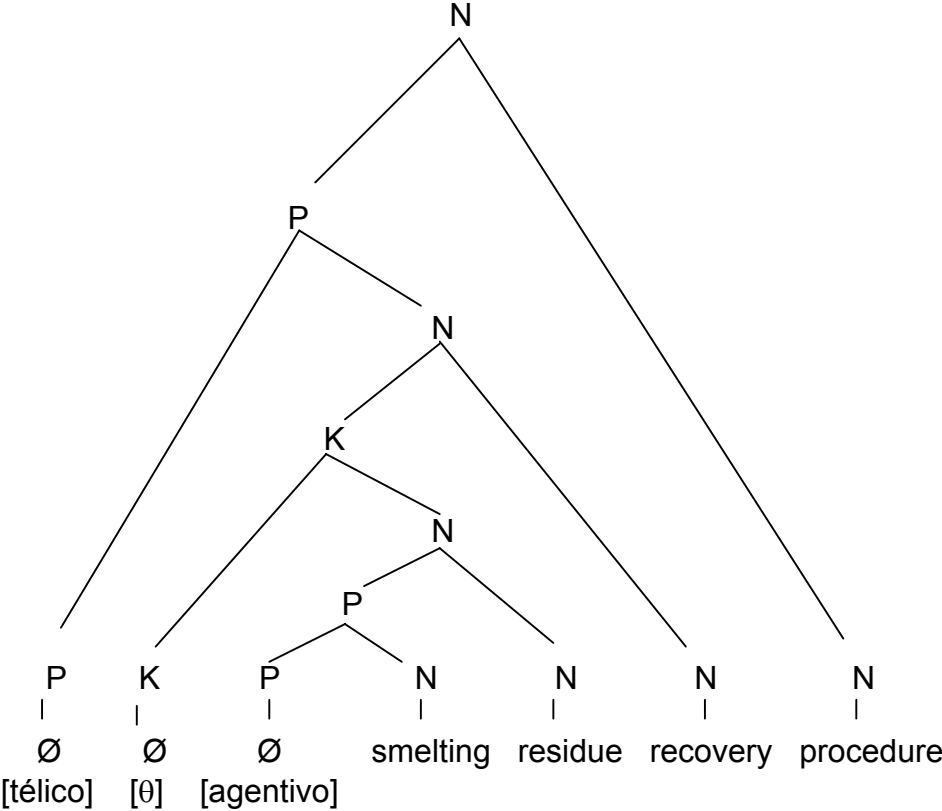 N
P
N
K
N
P
P K P N N N N
Ø Ø Ø smelting residue recovery procedure
[télico] [θ] [agentivo]